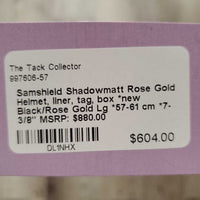 The Tack Collector
997606-57
Samshield Shadowmatt Rose Gold
Helmet, liner, tag, box *new
Black/Rose Gold Lg *57-61 cm *7-
3/8" MSRP: $880.00
DL1NHX
$604.00